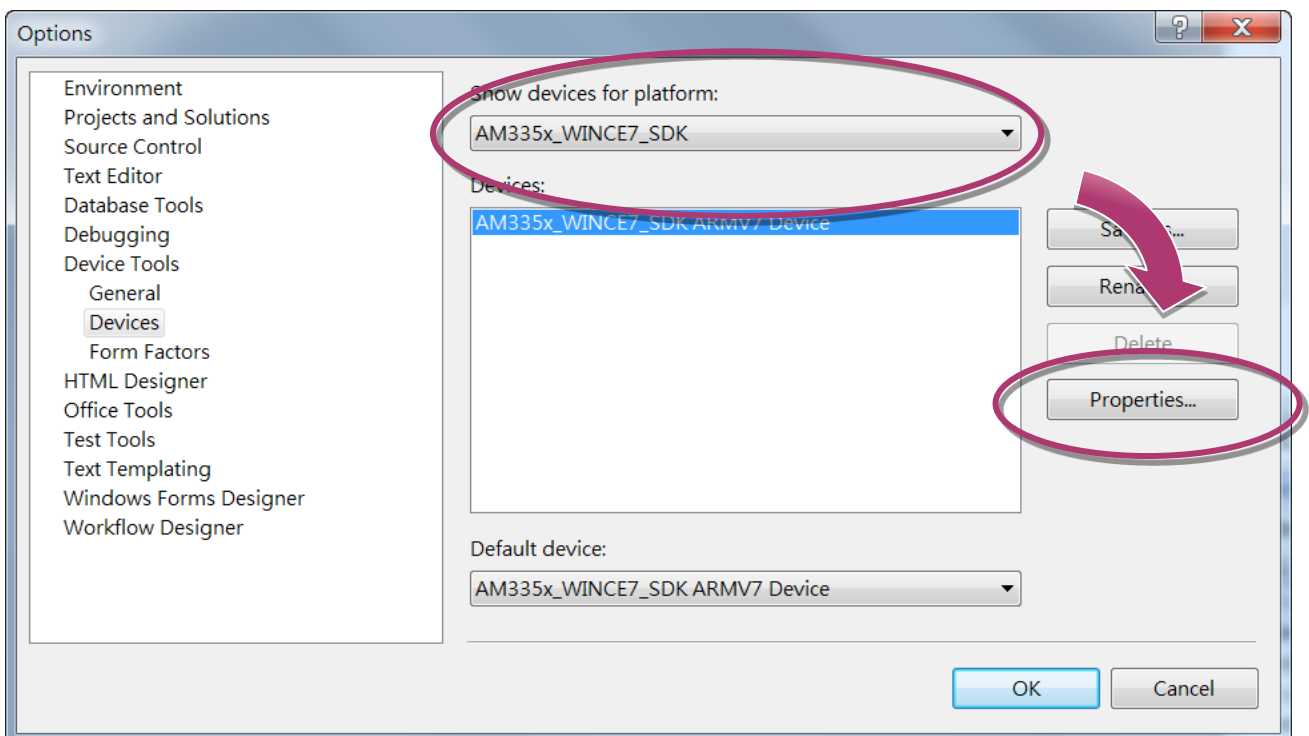 Options
Environment
Projects and Solutions
Source Control
Text Editor
Database Tools
Debugging
Device Tools
General
Devices
Form Factors
HTML Designer
Office Tools
Test Tools
Text Templating
Windows Forms Designer
Workflow Designer
Show devices for platform:
AM335x_WINCE7_SDK
Devices:
AM335x_WINCE7_SDK ARMV7 Device
Delete
Properties...
Default device:
AM335x_WINCE7_SDK ARMV7 Device
OK
Cancel